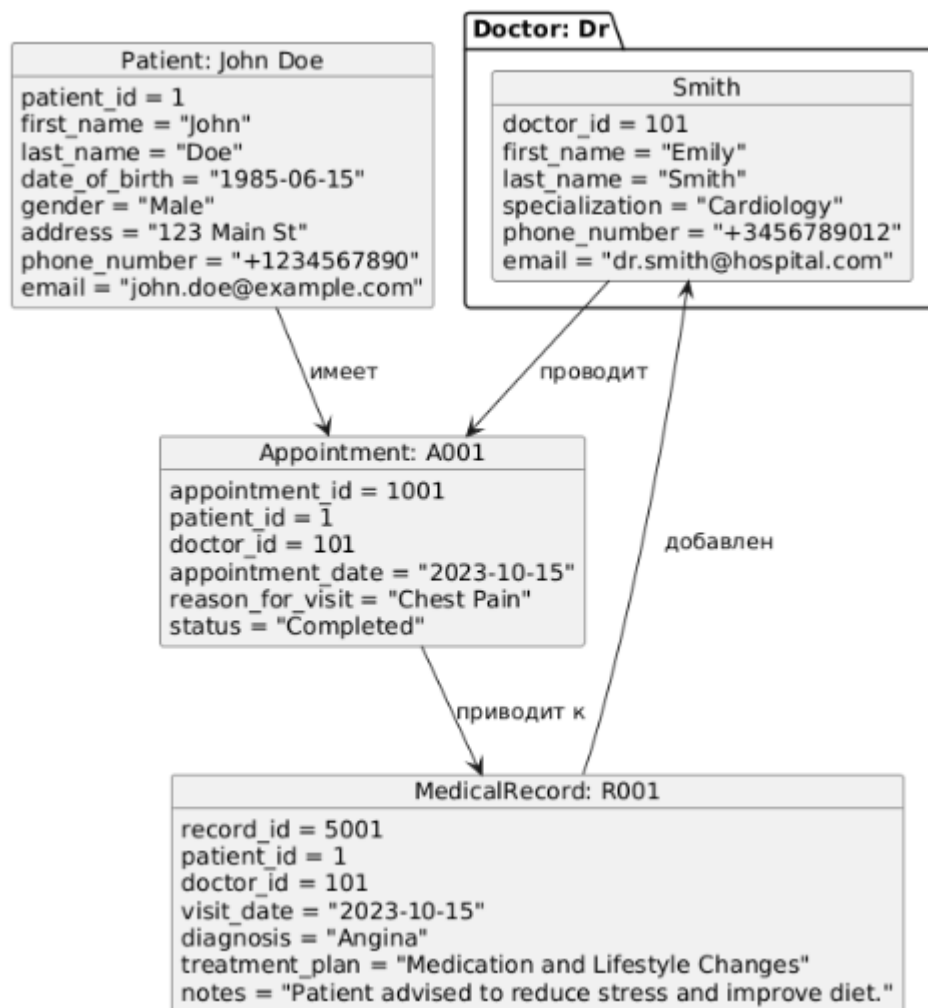 Patient: John Doe
patient_id = 1
first_name = "John"
last_name = "Doe"
date_of_birth = "1985-06-15"
gender = "Male"
address = "123 Main St"
phone_number = "+1234567890"
email = "john.doe@example.com"
Doctor: Dr
Smith
doctor_id = 101
first_name = "Emily"
last_name = "Smith"
specialization = "Cardiology"
phone_number = "+3456789012"
email = "dr.smith@hospital.com"
имеет
проводит
Appointment: A001
appointment_id = 1001
patient_id = 1
doctor_id = 101
appointment_date = "2023-10-15"
reason_for_visit = "Chest Pain"
status = "Completed"
добавлен
приводит к
MedicalRecord: R001
record_id = 5001
patient_id = 1
doctor_id = 101
visit_date = "2023-10-15"
diagnosis = "Angina"
treatment_plan = "Medication and Lifestyle Changes"
notes = "Patient advised to reduce stress and improve diet."